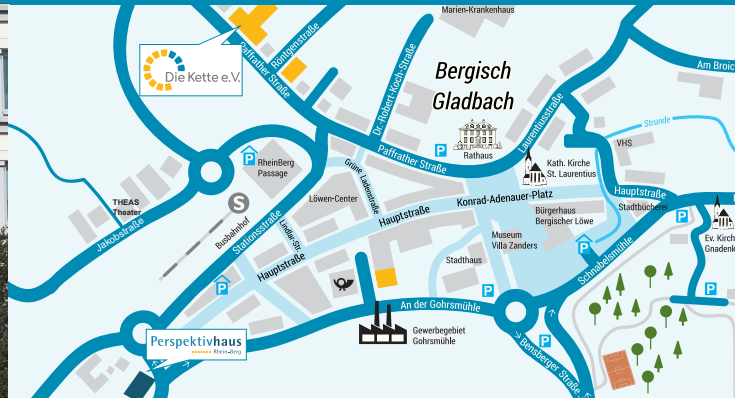 Marien-Krankenhaus
Röntgenstraße
Paffrather Straße
Die Kette e.V.
Dr.-Robert-Koch-Straße
Bergisch
Gladbach
Am Broic
Laurentiusstraße
Strunde
P
Paffrather Straße
Rathaus
VHS
P
RheinBerg
Passage
Grüne Ladenstraße
Kath. Kirche
St. Laurentius
THEAS
Theater
S
Löwen-Center
Konrad-Adenauer-Platz
Hauptstraße
Stadtbücherei
Hauptstraße
Bürgerhaus
Bergischer Löwe
P
Jakobstraße
Busbahnhof
Stationsstraße
Lindlar-Str.
Museum
Villa Zanders
P
Ev. Kirch
Gnadenk
Hauptstraße
Stadthaus
Schnabelsmühle
P
P
P
An der Gohrsmühle
Gewerbegebiet
Gohrsmühle
P
Perspektivhaus
Rhein-Berg
Bensberger Straße